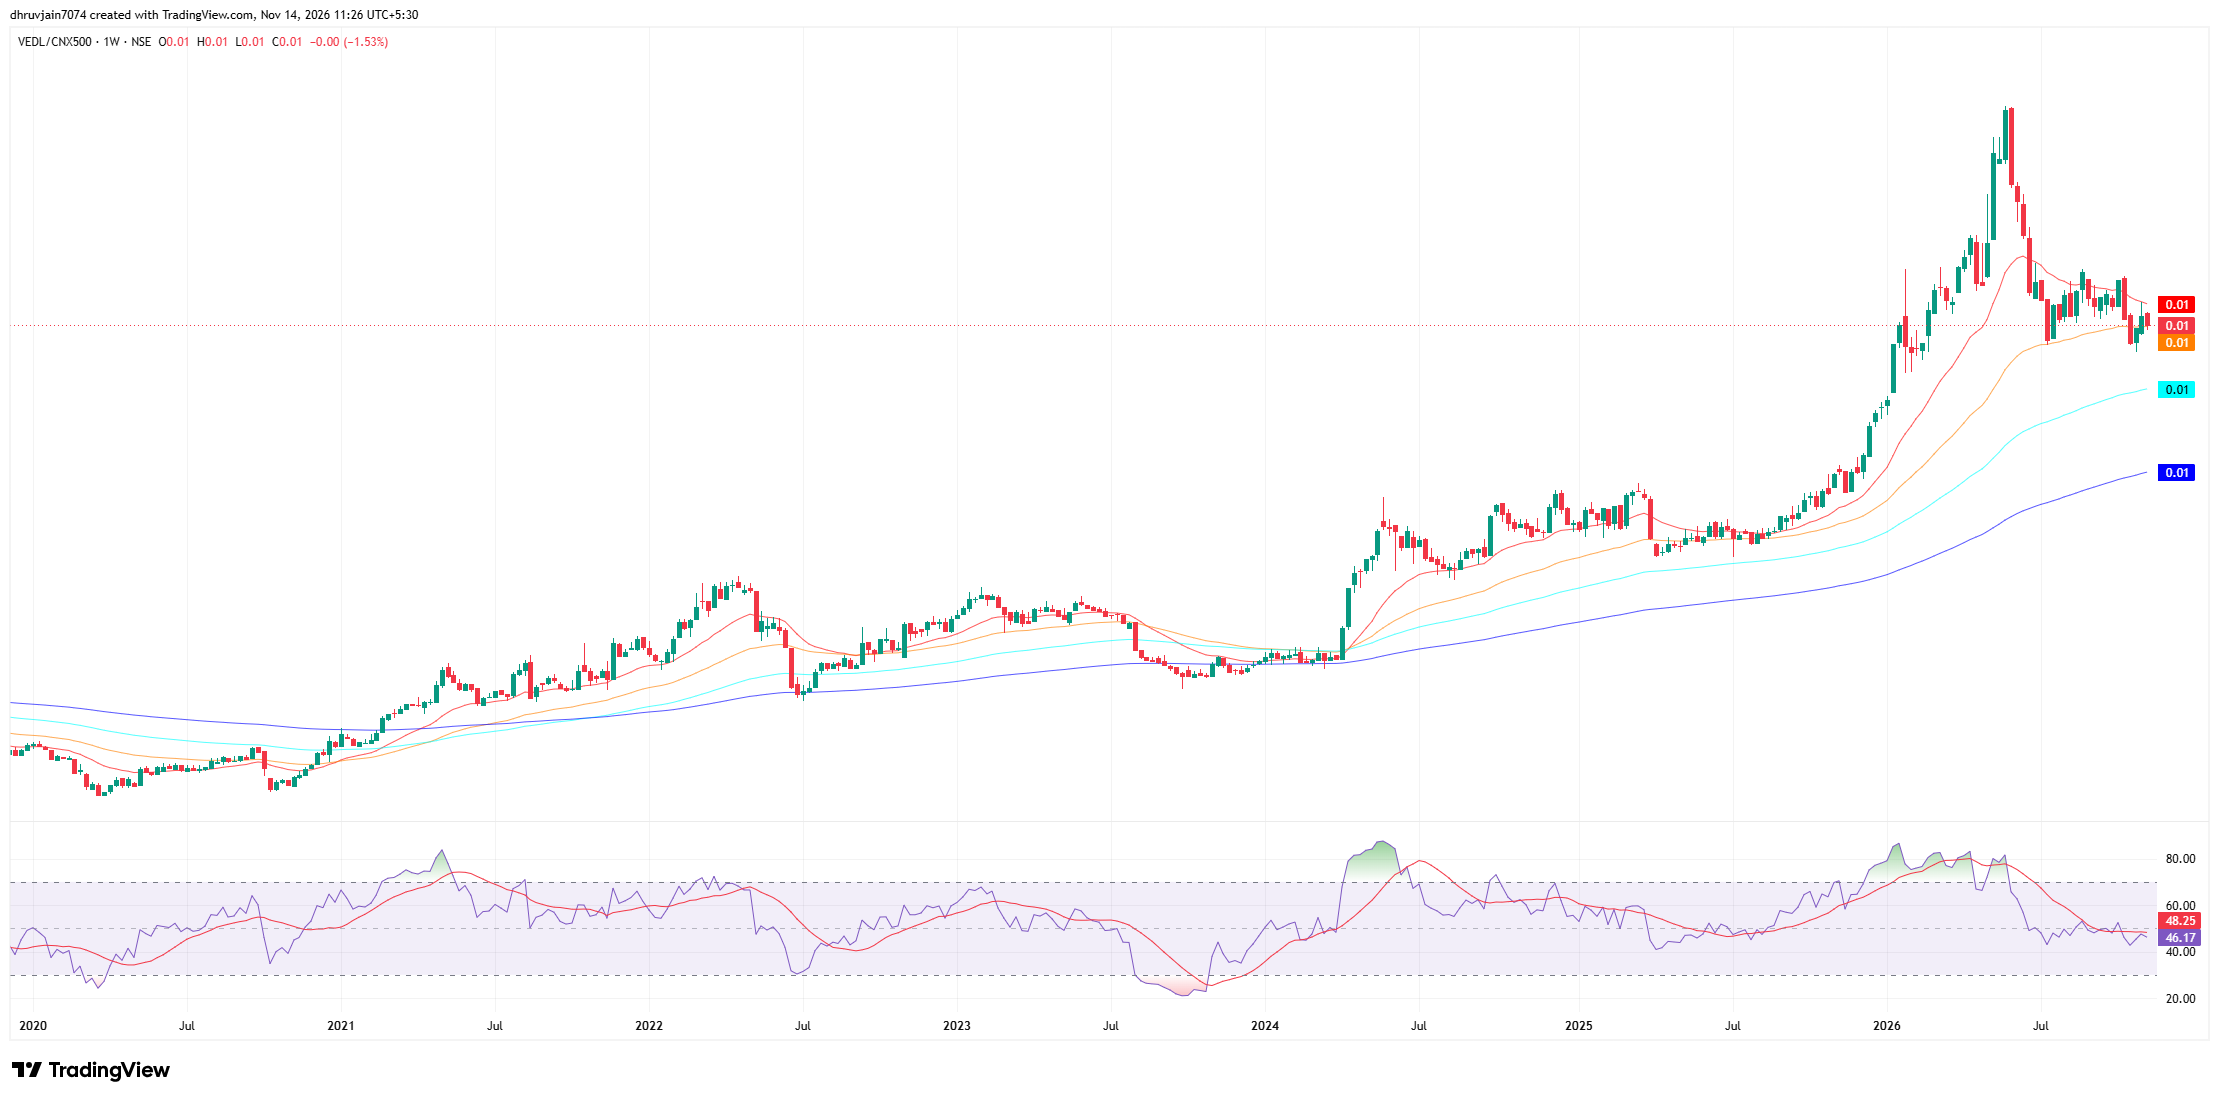 dhruvjain7074 created with TradingView.com, Nov 14, 2026 11:26 UTC+5:30
VEDL/CNX500 · 1W · NSE O0.01 H0.01 L0.01 C0.01 −0.00 (−1.53%)
0.01
0.01
0.01
0.01
0.01
80.00
60.00
48.25
46.17
40.00
20.00
2020 Jul 2021 Jul 2022 Jul 2023 Jul 2024 Jul 2025 Jul 2026 Jul
TradingView